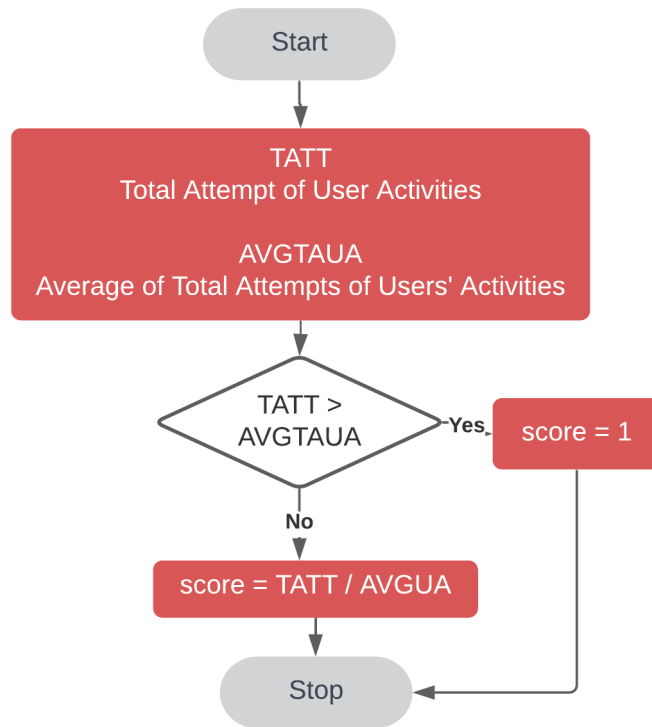 Start
TATT
Total Attempt of User Activities
AVGTAUA
Average of Total Attempts of Users' Activities
TATT >
AVGTAUA
Yes
score = 1
No
score = TATT / AVGUA
Stop